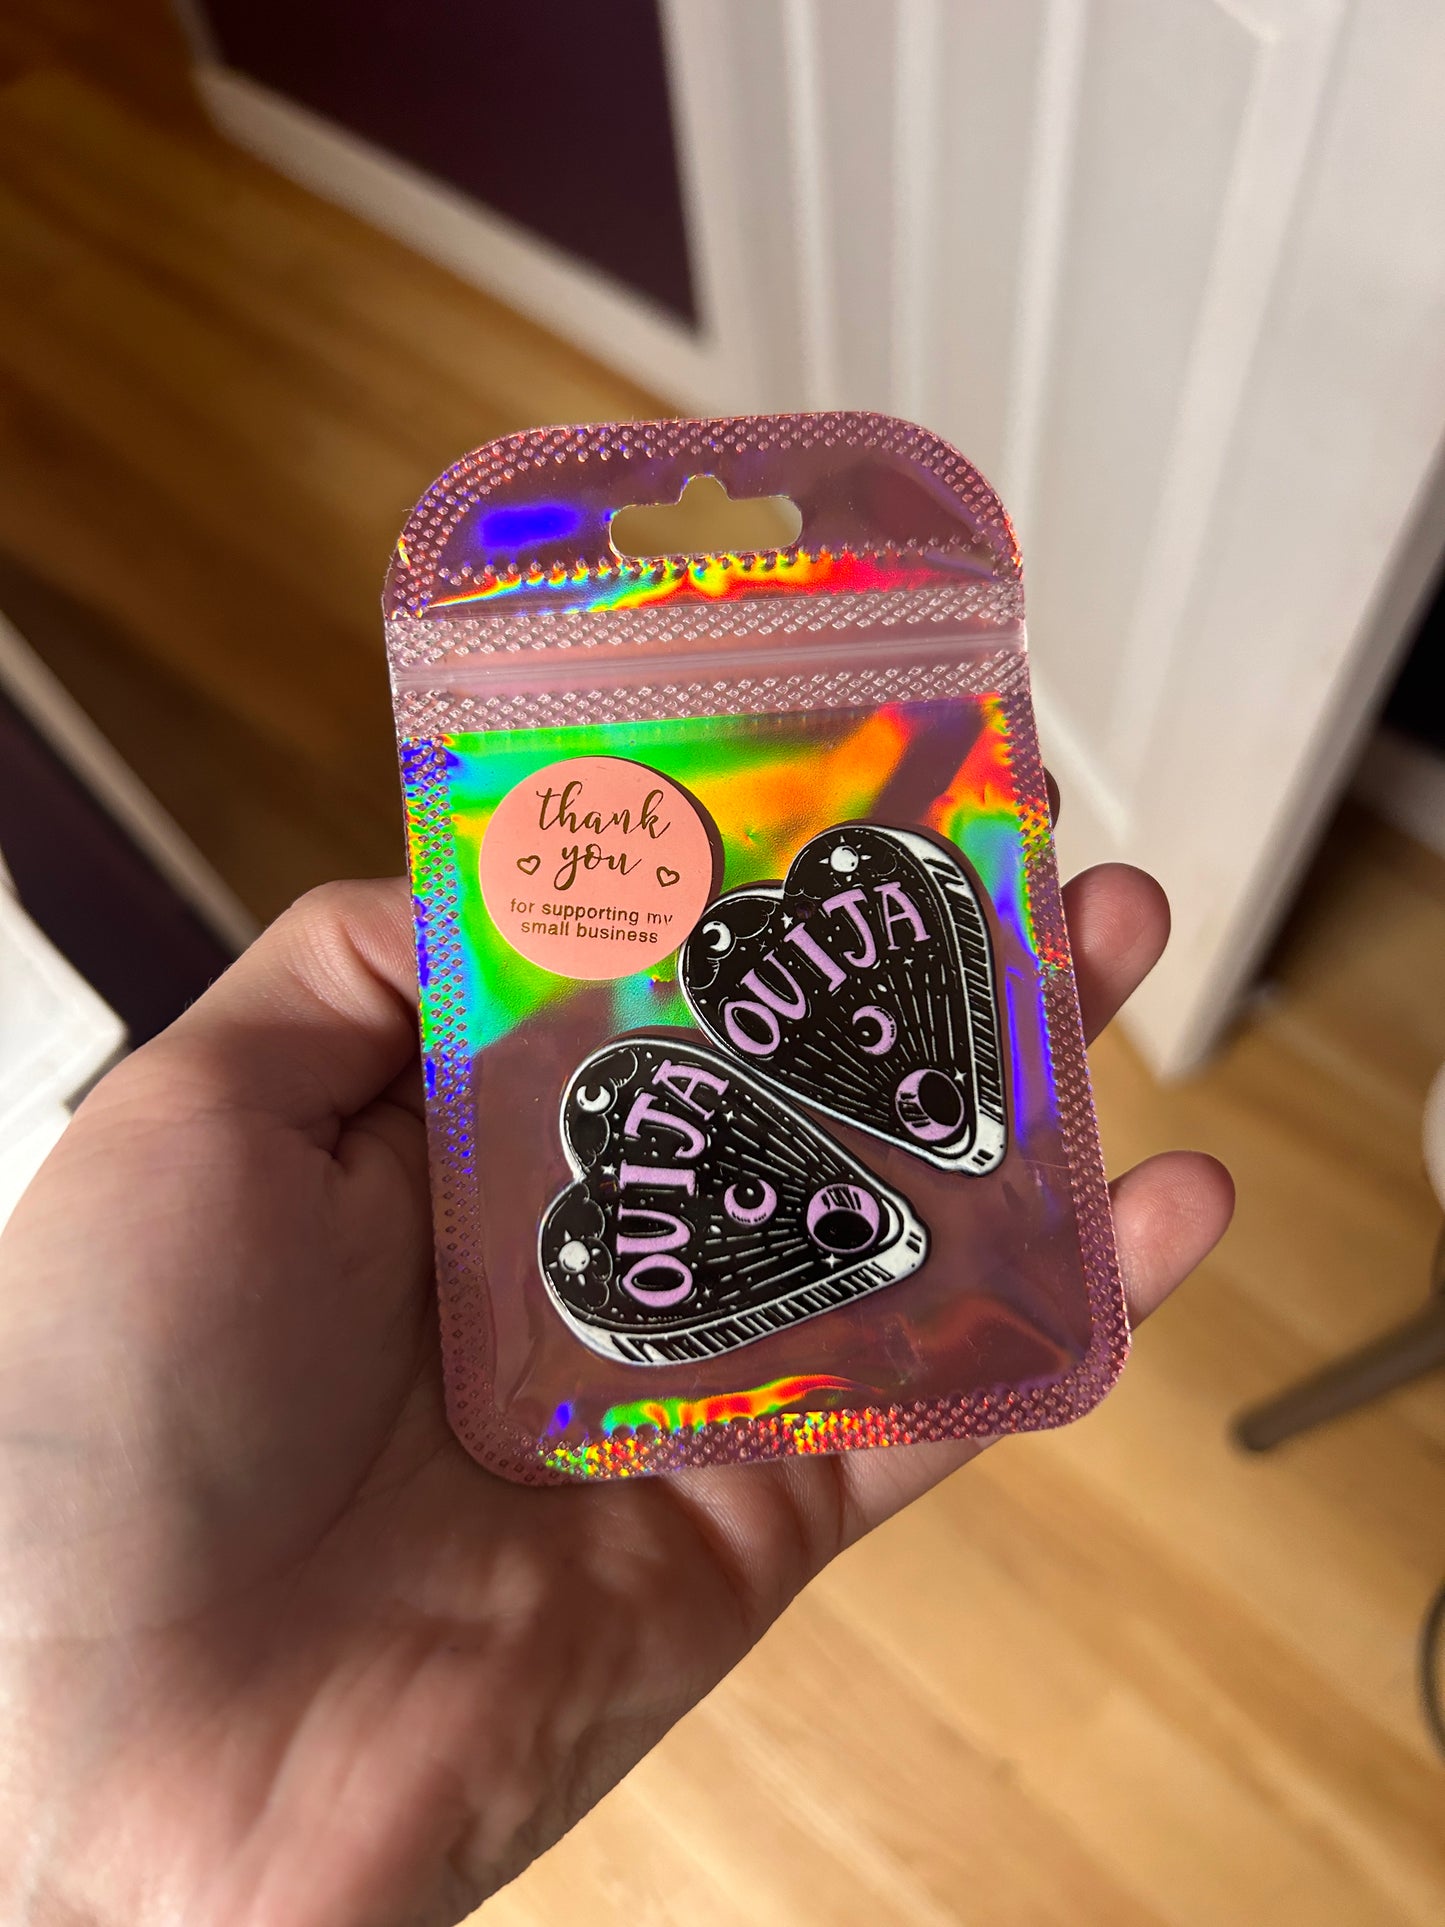 thank
you
for supporting my
small business
OUIJA
OUIJA